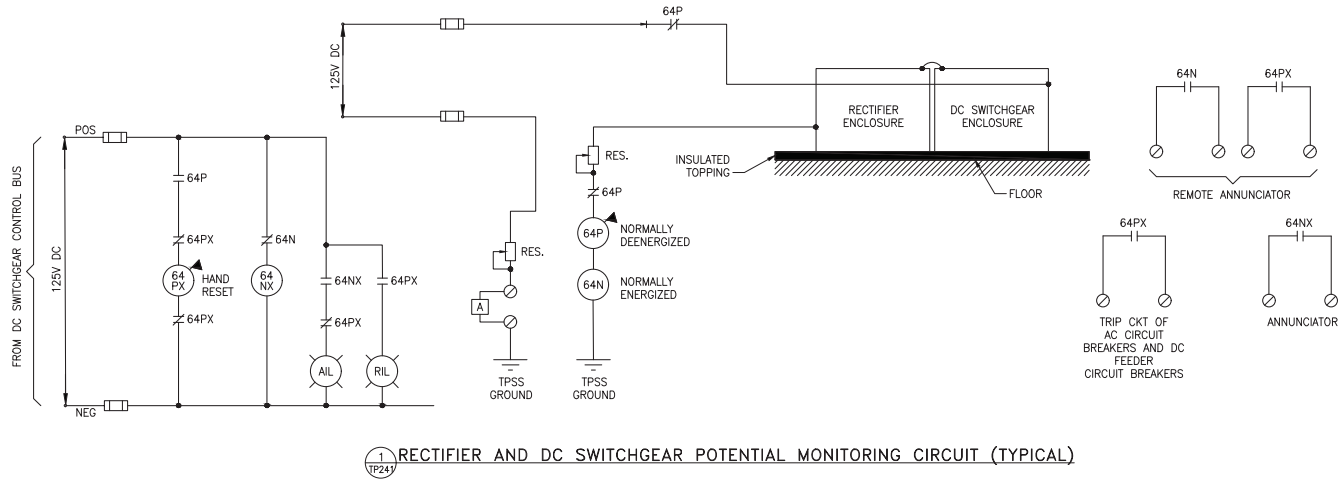 64P
125V DC
POS
64P
64PX
64
PX
HAND
RESET
64PX
64N
64
NX
64NX
64PX
64PX
AIL
RIL
NEG
125V DC
FROM DC SWITCHGEAR CONTROL BUS
RES.
A
TPSS
GROUND
RES.
64P
64P
NORMALLY
DEENERGIZED
64N
NORMALLY
ENERGIZED
TPSS
GROUND
RECTIFIER
ENCLOSURE
DC SWITCHGEAR
ENCLOSURE
INSULATED
TOPPING
FLOOR
64N
64PX
REMOTE ANNUNCIATOR
64PX
TRIP CKT OF
AC CIRCUIT
BREAKERS AND DC
FEEDER
CIRCUIT BREAKERS
64NX
ANNUNCIATOR
1
TP241
RECTIFIER AND DC SWITCHGEAR POTENTIAL MONITORING CIRCUIT (TYPICAL)